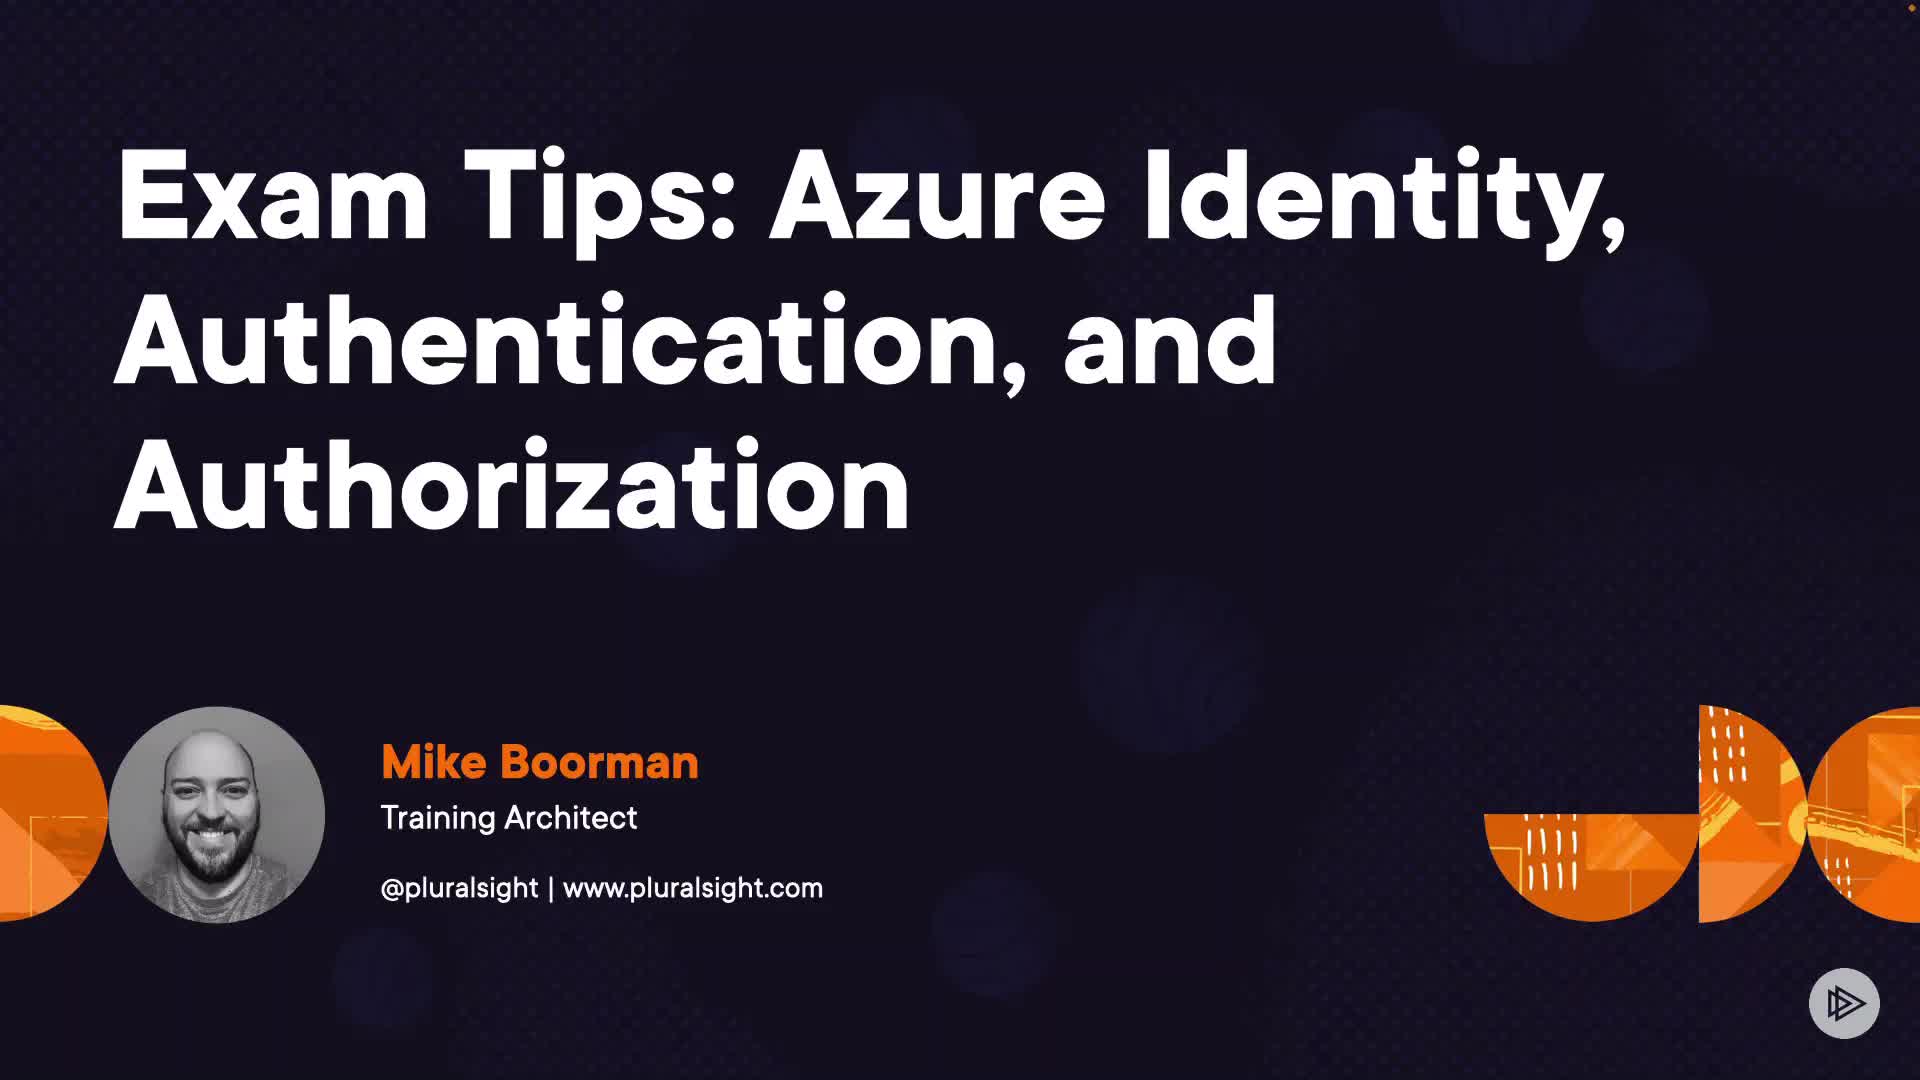 Exam Tips: Azure Identity,
Authentication, and
Authorization
Mike Boorman
Training Architect
@pluralsight | www.pluralsight.com